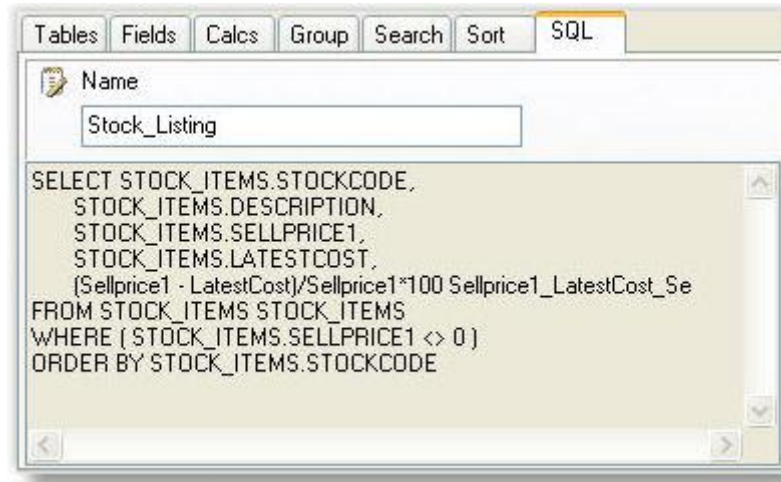 Tables Fields Calcs Group Search Sort SQL
Name
Stock_Listing
SELECT STOCK_ITEMS.STOCKCODE,
STOCK_ITEMS.DESCRIPTION,
STOCK_ITEMS.SELLPRICE1,
STOCK_ITEMS.LATESTCOST,
(Sellprice1 - LatestCost)/Sellprice1*100 Sellprice1_LatestCost_Se
FROM STOCK_ITEMS STOCK_ITEMS
WHERE ( STOCK_ITEMS.SELLPRICE1 <> 0 )
ORDER BY STOCK_ITEMS.STOCKCODE